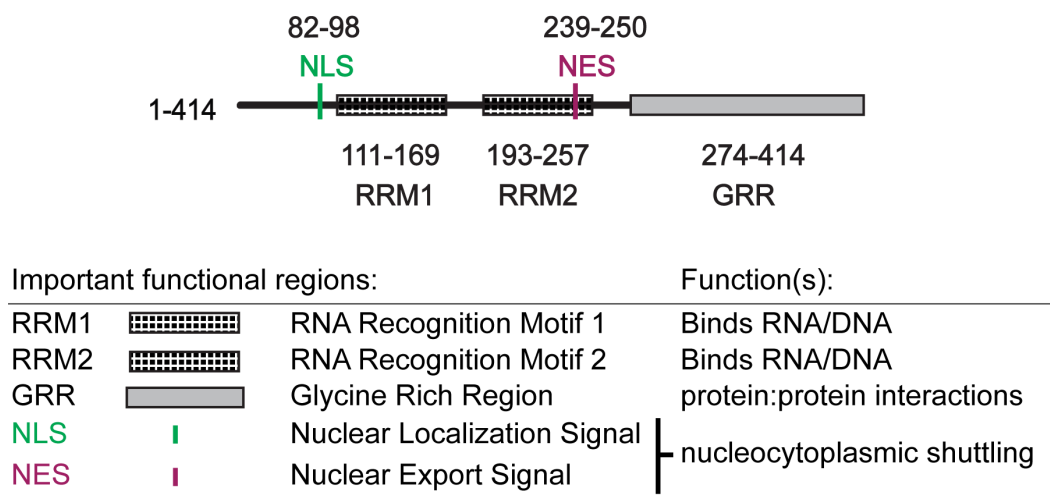 82-98 239-250
NLS NES
1-414
111-169 193-257 274-414
RRM1 RRM2 GRR
Important functional regions: Function(s):
RRM1 RNA Recognition Motif 1 Binds RNA/DNA
RRM2 RNA Recognition Motif 2 Binds RNA/DNA
GRR Glycine Rich Region protein:protein interactions
NLS Nuclear Localization Signal
nucleocytoplasmic shuttling
NES Nuclear Export Signal